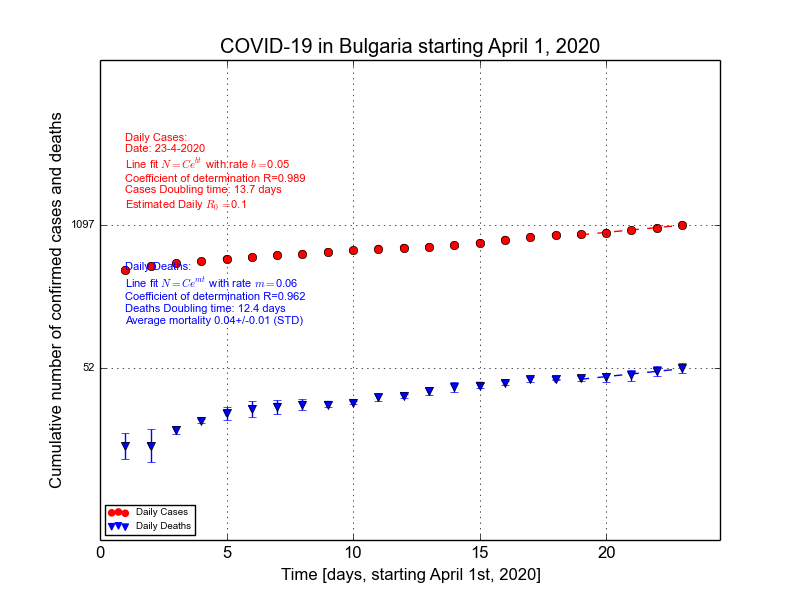 COVID-19 in Bulgaria starting April 1, 2020
Cumulative number of confirmed cases and deaths
Daily Cases:
Date: 23-4-2020
Line fit N=Ce^{bt} with rate b=0.05
Coefficient of determination R=0.989
Cases Doubling time: 13.7 days
Estimated Daily R_0=0.1
1097
Daily Deaths:
Line fit N=Ce^{mt} with rate m=0.06
Coefficient of determination R=0.962
Deaths Doubling time: 12.4 days
Average mortality 0.04+/-0.01 (STD)
52
Daily Cases
Daily Deaths
0 5 10 15 20
Time [days, starting April 1st, 2020]